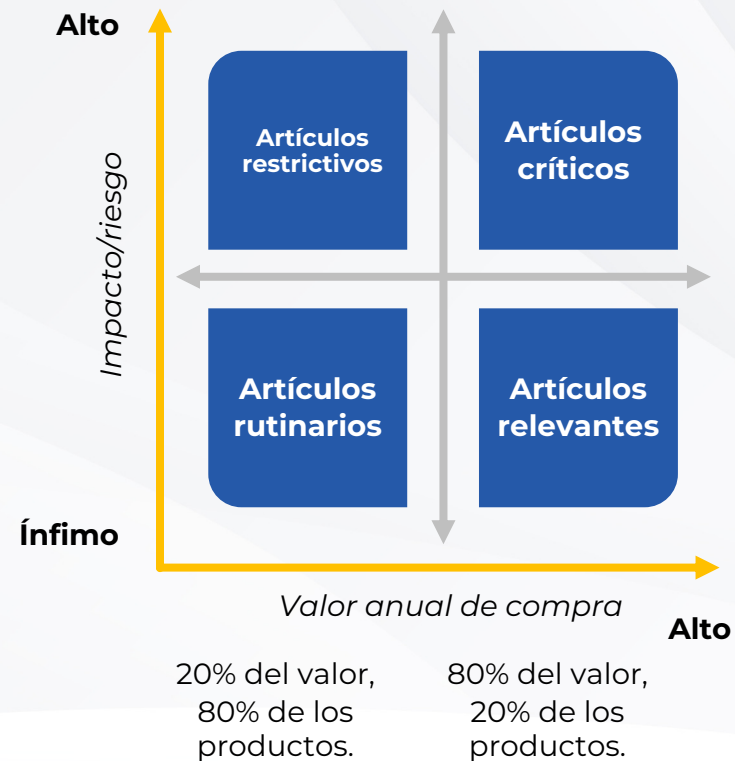 Alto
Impacto/riesgo
Artículos
restrictivos
Artículos
críticos
Artículos
rutinarios
Artículos
relevantes
Ínfimo
Valor anual de compra
Alto
20% del valor,
80% de los
productos.
80% del valor,
20% de los
productos.